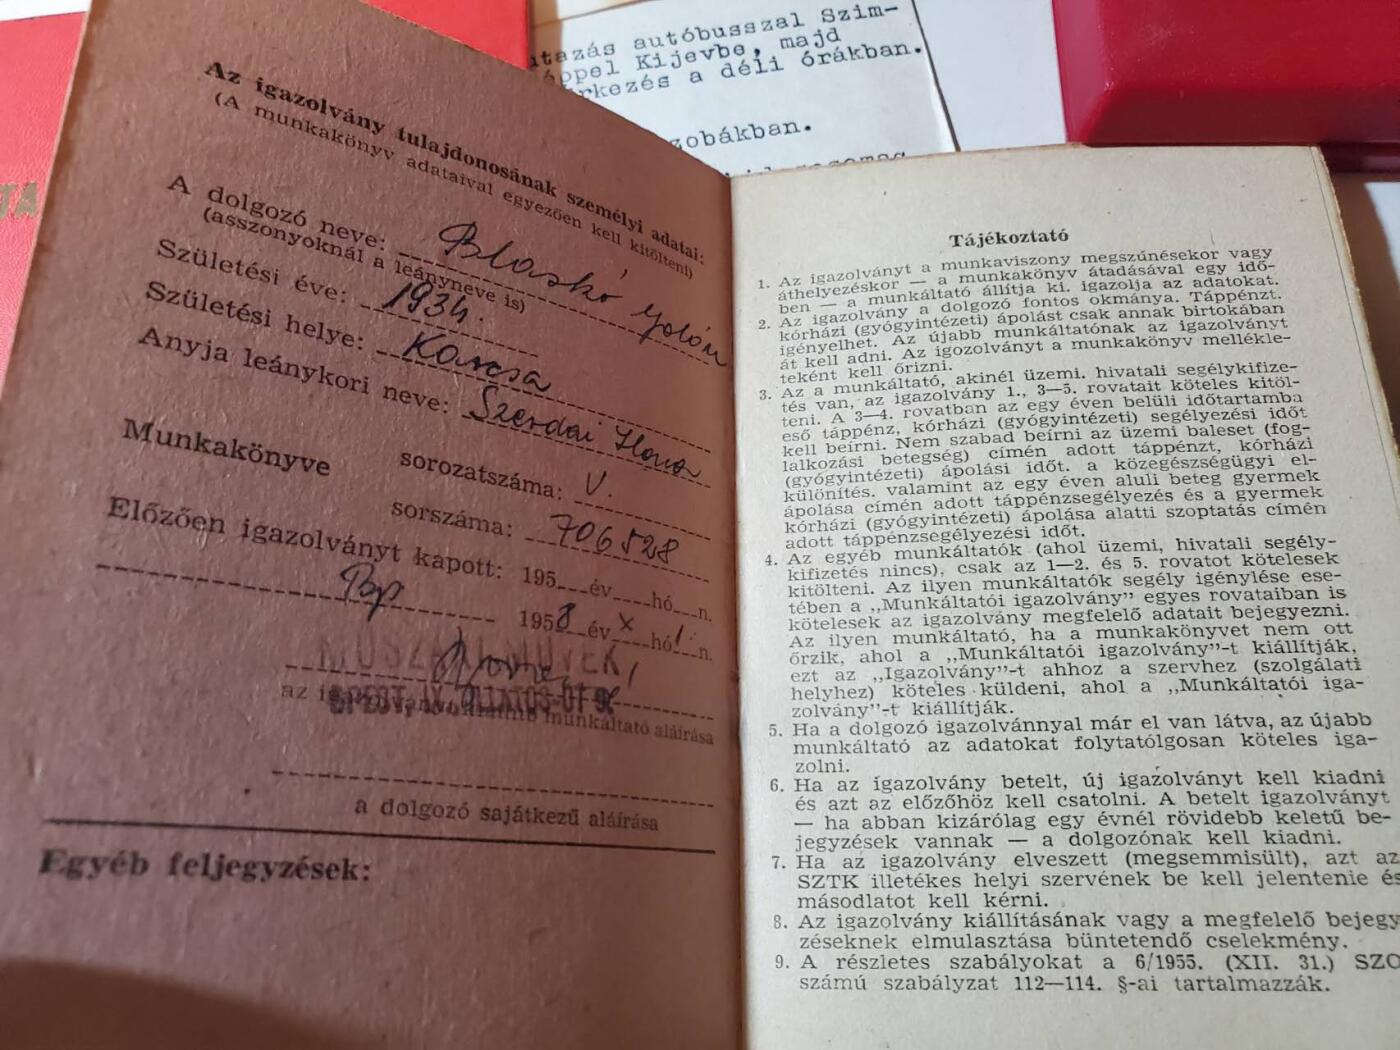 utazás autóbusszal Szim-
áppel Kijevbe, majd
rkezés a déli órákban.
zobákban.
Az igazolvány tulajdonosának személyi adatai:
(A munkakönyv adataival egyezően kell kitölteni)
A dolgozó neve: Blaskó Jolán
(asszonyoknál a leányneve is)
Születési éve: 1934.
Születési helye: Karcsa
Anyja leánykori neve: Szerdai Ilona
Munkakönyve sorozatszáma: V.
sorszáma: 706528
Előzően igazolványt kapott: 195 év hó n.
Bp 1958 év X hó 1. n.
MŰSZAKI MŰVEK
az igazolványt kiállító munkáltató aláírása
BPEST, IX.
a dolgozó sajátkezű aláírása
Egyéb feljegyzések:
Tájékoztató
1. Az igazolványt a munkaviszony megszűnésekor vagy
áthelyezéskor — a munkakönyv átadásával egy idő-
ben — a munkáltató állítja ki. igazolja az adatokat.
2. Az igazolvány a dolgozó fontos okmánya. Táppénzt.
kórházi (gyógyintézeti) ápolást csak annak birtokában
igényelhet. Az újabb munkáltatónak az igazolványt
át kell adni. Az igozolványt a munkakönyv mellékle-
teként kell őrizni.
3. Az a munkáltató, akinél üzemi. hivatali segélykifize-
tés van, az igazolvány 1., 3—5. rovatait köteles kitöl-
teni. A 3—4. rovatban az egy éven belüli időtartamba
eső táppénz, kórházi (gyógyintézeti) segélyezési időt
kell beírni. Nem szabad beírni az üzemi baleset (fog-
lalkozási betegség) címén adott táppénzt, kórházi
(gyógyintézeti) ápolási időt. a közegészségügyi el-
különítés. valamint az egy éven aluli beteg gyermek
ápolása címén adott táppénzsegélyezés és a gyermek
kórházi (gyógyintézeti) ápolása alatti szoptatás címén
adott táppénzsegélyezési időt.
4. Az egyéb munkáltatók (ahol üzemi, hivatali segély-
kifizetés nincs), csak az 1—2. és 5. rovatot kötelesek
kitölteni. Az ilyen munkáltatók segély igénylése ese-
tében a „Munkáltatói igazolvány” egyes rovataiban is
kötelesek az igazolvány megfelelő adatait bejegyezni.
Az ilyen munkáltató, ha a munkakönyvet nem ott
őrzik, ahol a „Munkáltatói igazolvány”-t kiállítják,
ezt az „Igazolvány”-t ahhoz a szervhez (szolgálati
helyhez) köteles küldeni, ahol a „Munkáltatói iga-
zolvány”-t kiállítják.
5. Ha a dolgozó igazolvánnyal már el van látva, az újabb
munkáltató az adatokat folytatólgosan köteles iga-
zolni.
6. Ha az igazolvány betelt, új igazolványt kell kiadni
és azt az előzőhöz kell csatolni. A betelt igazolványt
— ha abban kizárólag egy évnél rövidebb keletű be-
jegyzések vannak — a dolgozónak kell kiadni.
7. Ha az igazolvány elveszett (megsemmisült), azt az
SZTK illetékes helyi szervének be kell jelentenie és
másodlatot kell kérni.
8. Az igazolvány kiállításának vagy a megfelelő bejegy
zéseknek elmulasztása büntetendő cselekmény.
9. A részletes szabályokat a 6/1955. (XII. 31.) SZO
számú szabályzat 112—114. §-ai tartalmazzák.